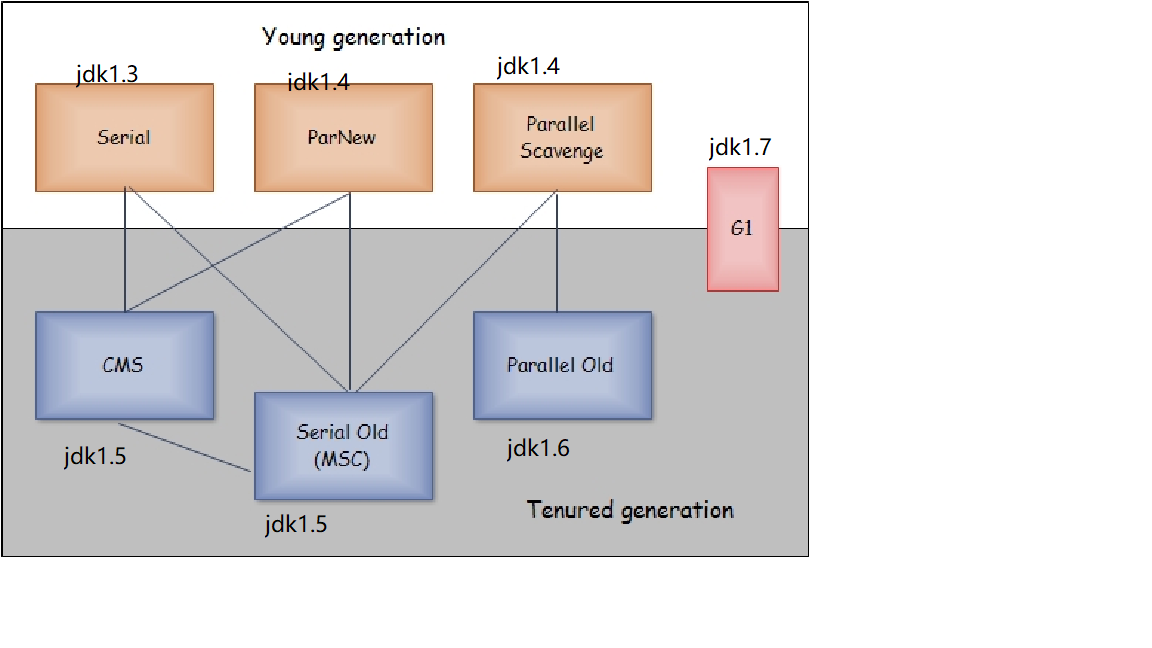 Young generation
jdk1.3
jdk1.4
jdk1.4
Serial
ParNew
Parallel
Scavenge
jdk1.7
G1
CMS
Serial Old
(MSC)
Parallel Old
jdk1.5
jdk1.5
jdk1.6
Tenured generation